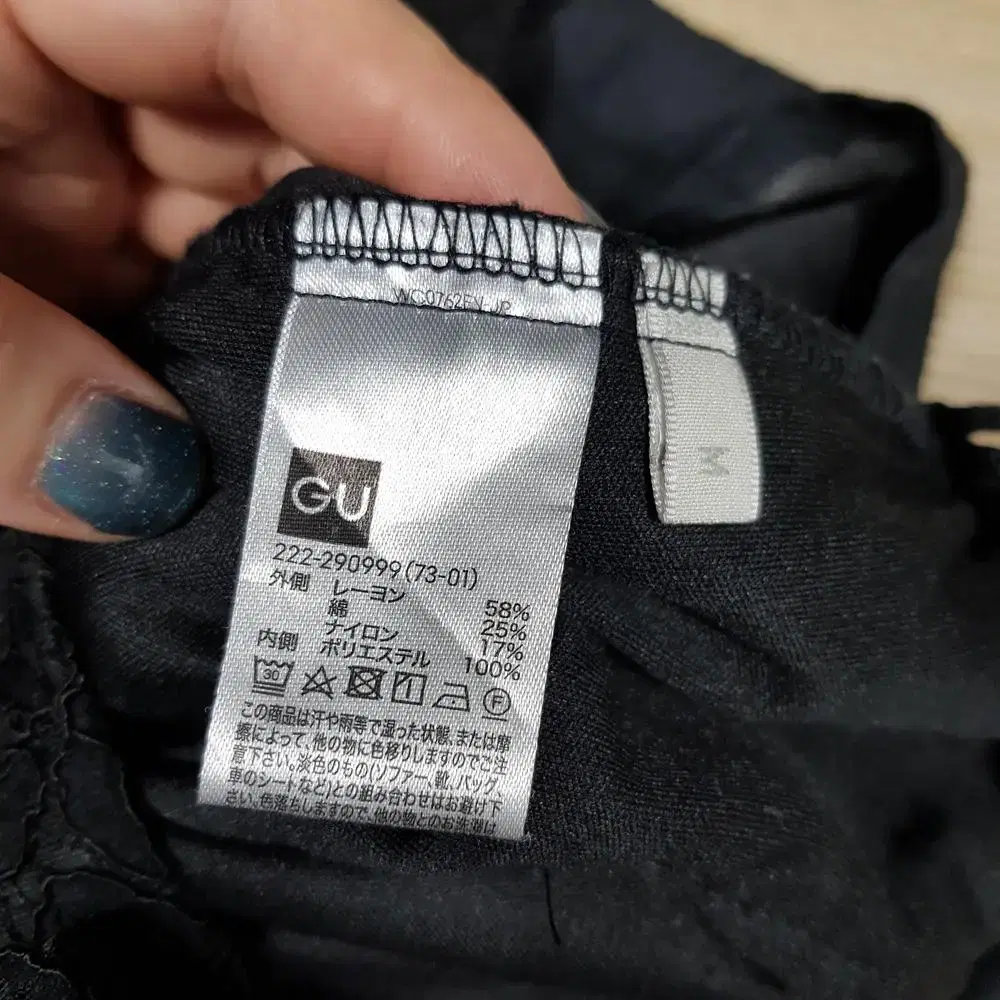 GU
222-290999(73-01)
外側 レーヨン 58%
綿 25%
ナイロン 17%
内側 ポリエステル 100%
30
F
この商品は汗や雨等で湿った状態、または摩
擦によって、他の物に色移りしますのでご注
意下さい。淡色のもの(ソファー、靴、バッグ、
車のシートなど)との組み合わせはお避け下
さい。色落ちしますので、他の物とのお洗濯は
M